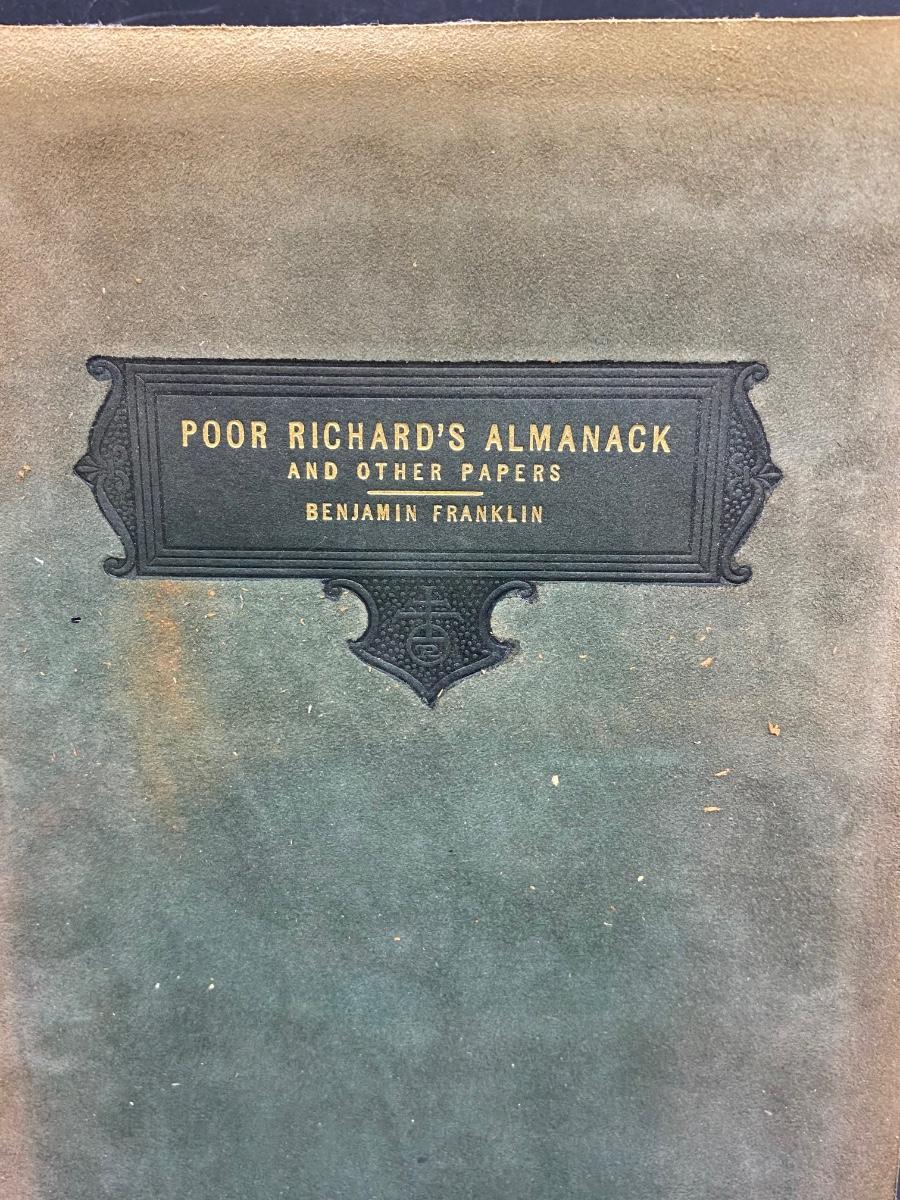 POOR RICHARD'S ALMANACK
AND OTHER PAPERS
BENJAMIN FRANKLIN